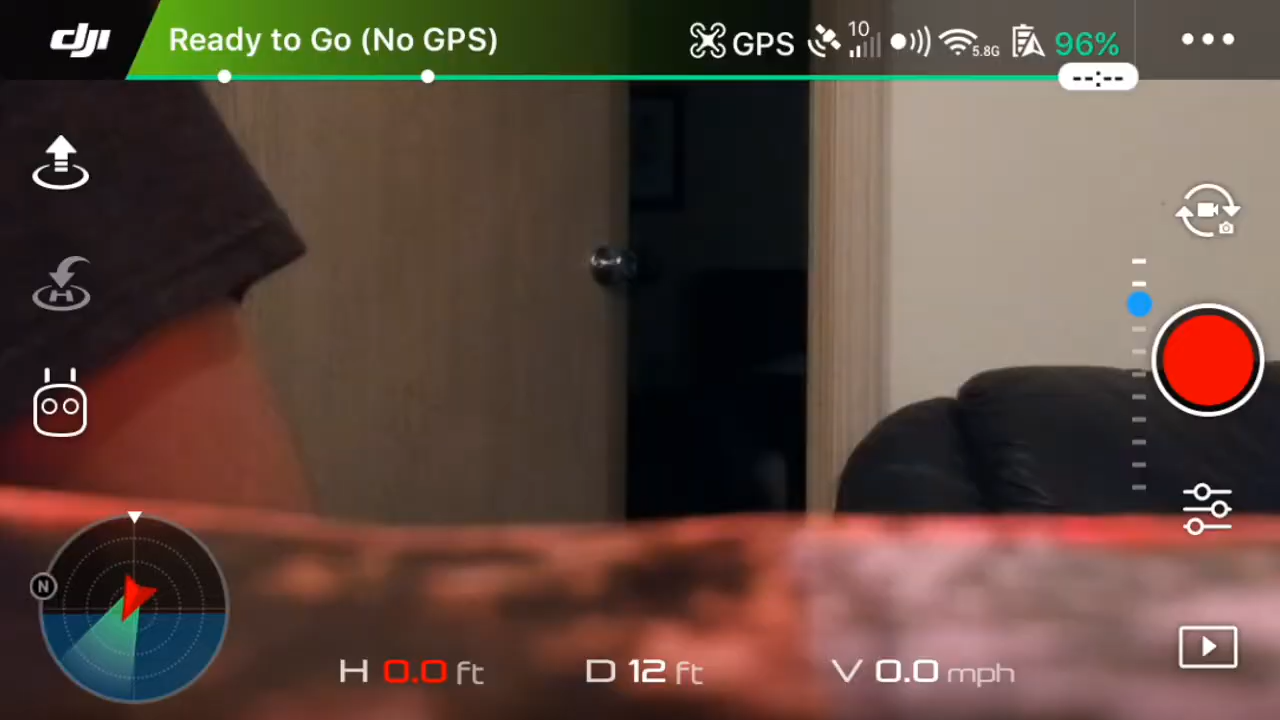 dji
Ready to Go (No GPS)
GPS
10
5.8G
96%
--:--
H
N
H 0.0 ft
D 12 ft
V 0.0 mph